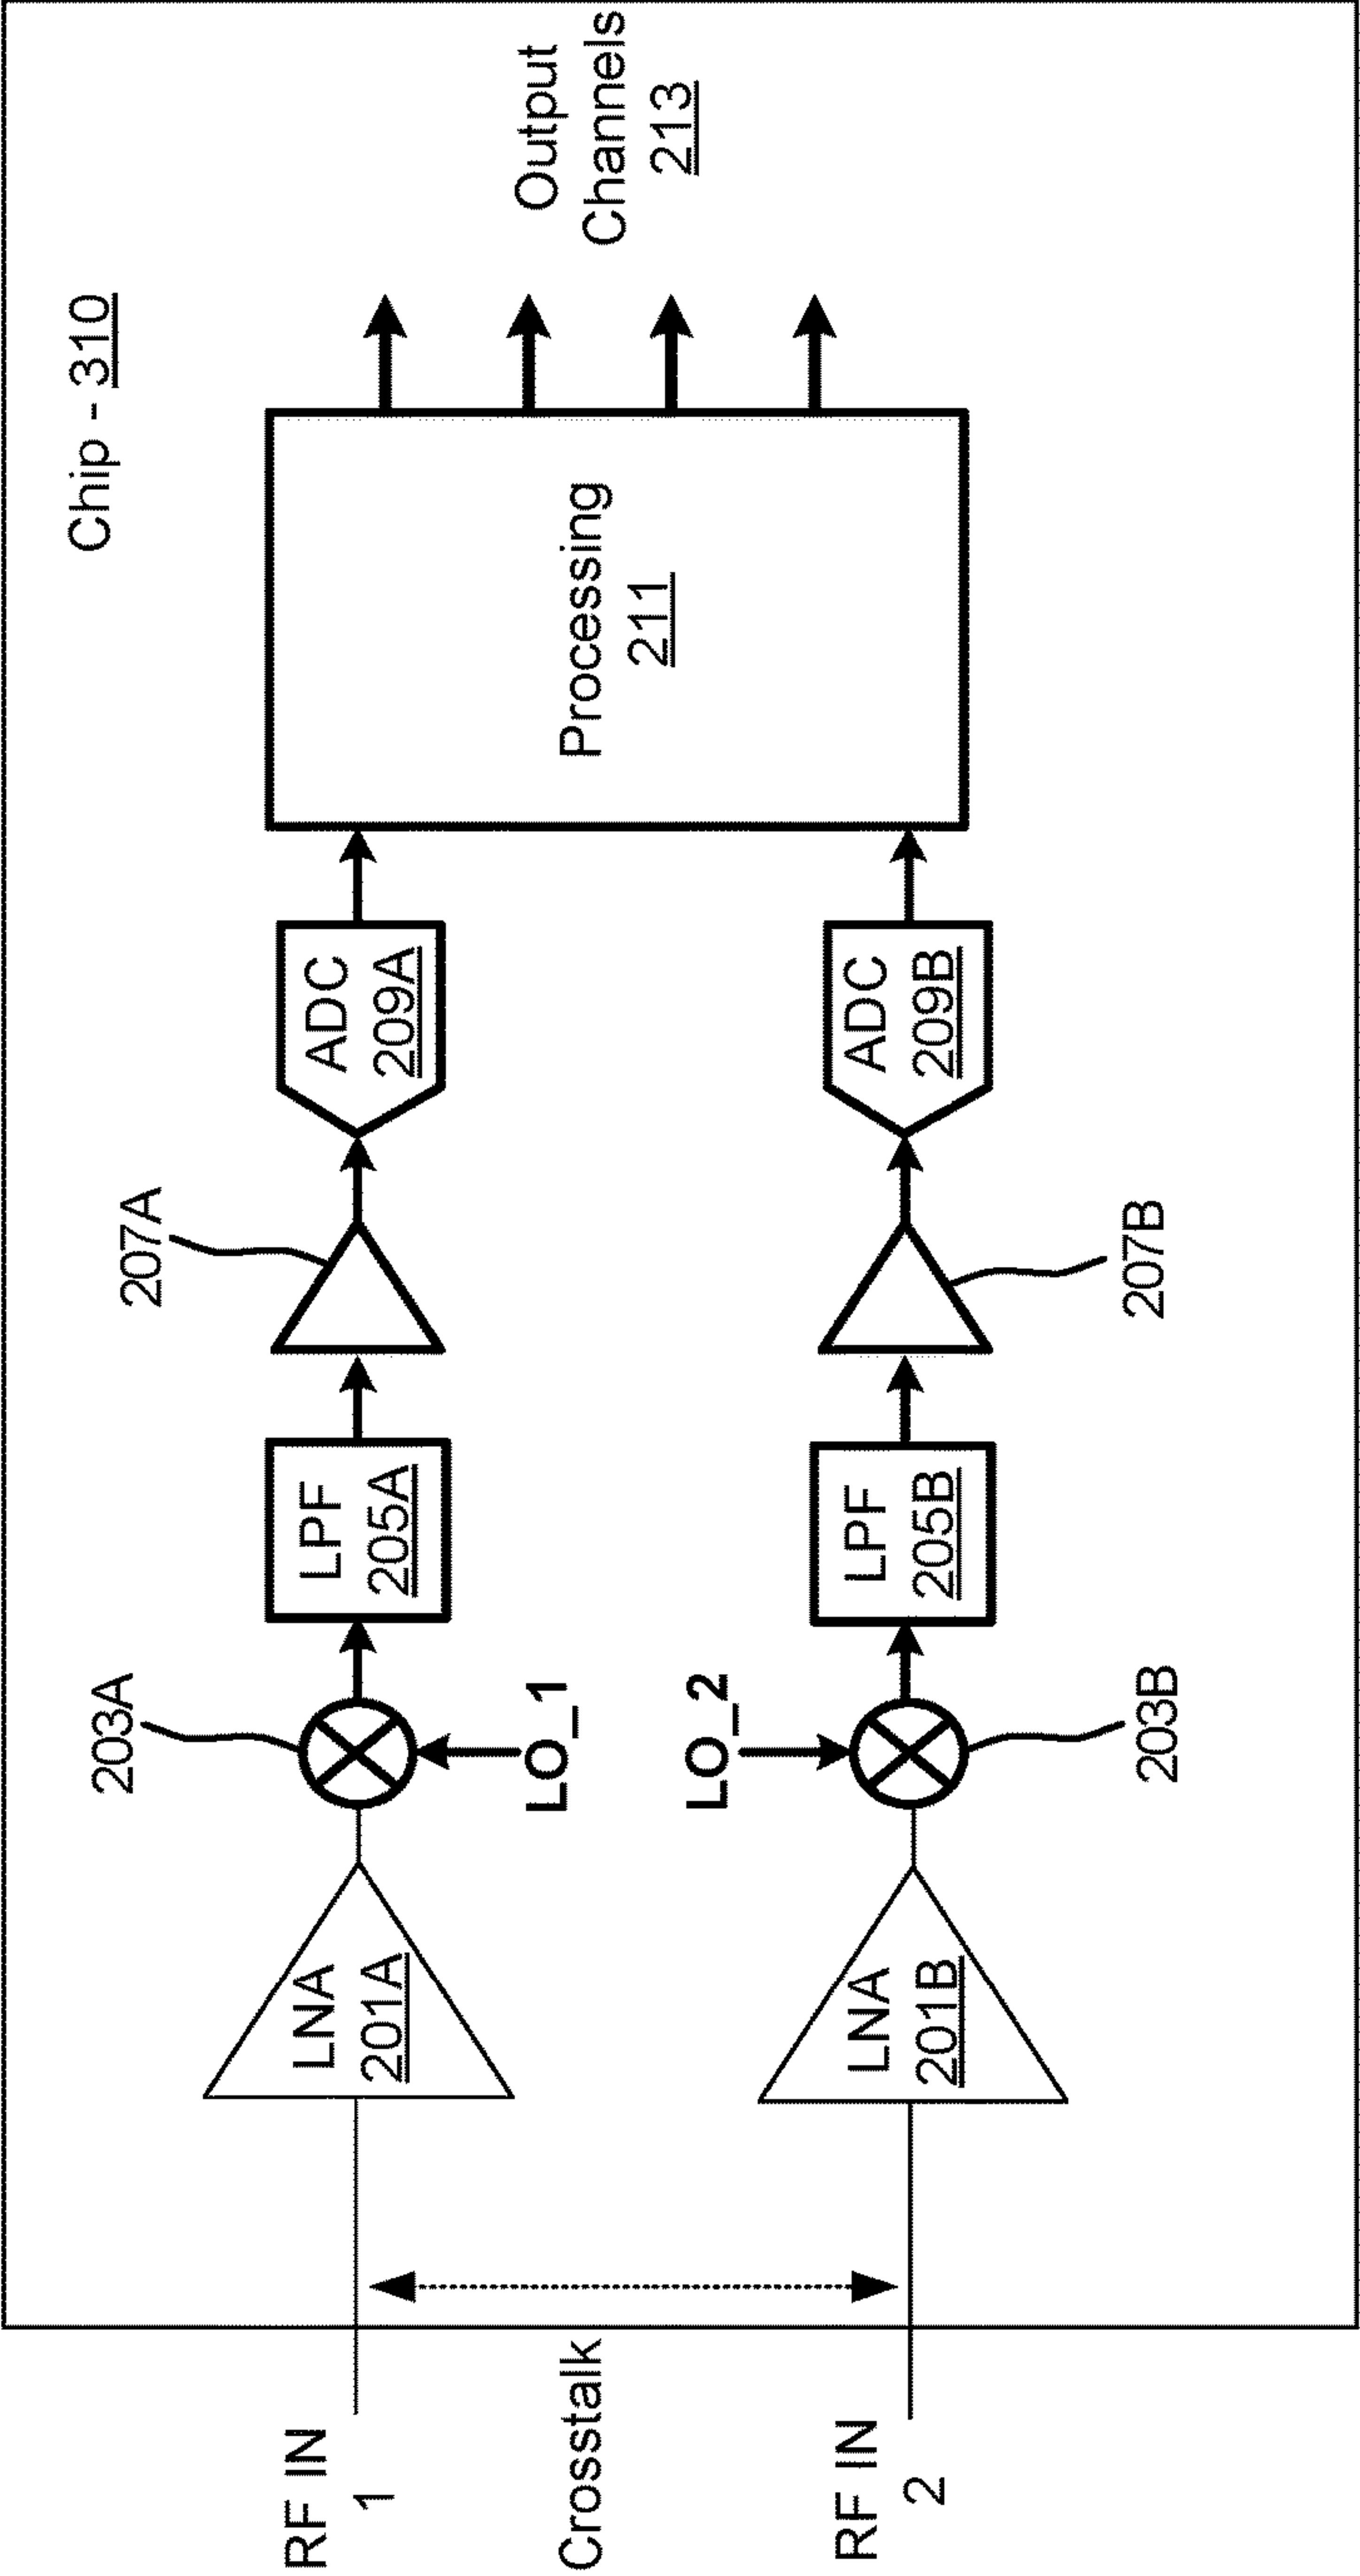 Chip - 310
207A
203A
RF IN
1
LNA
201A
LPF
205A
ADC
209A
LO_1
Crosstalk
Processing
211
Output
Channels
213
LO_2
RF IN
2
LNA
201B
LPF
205B
ADC
209B
203B
207B